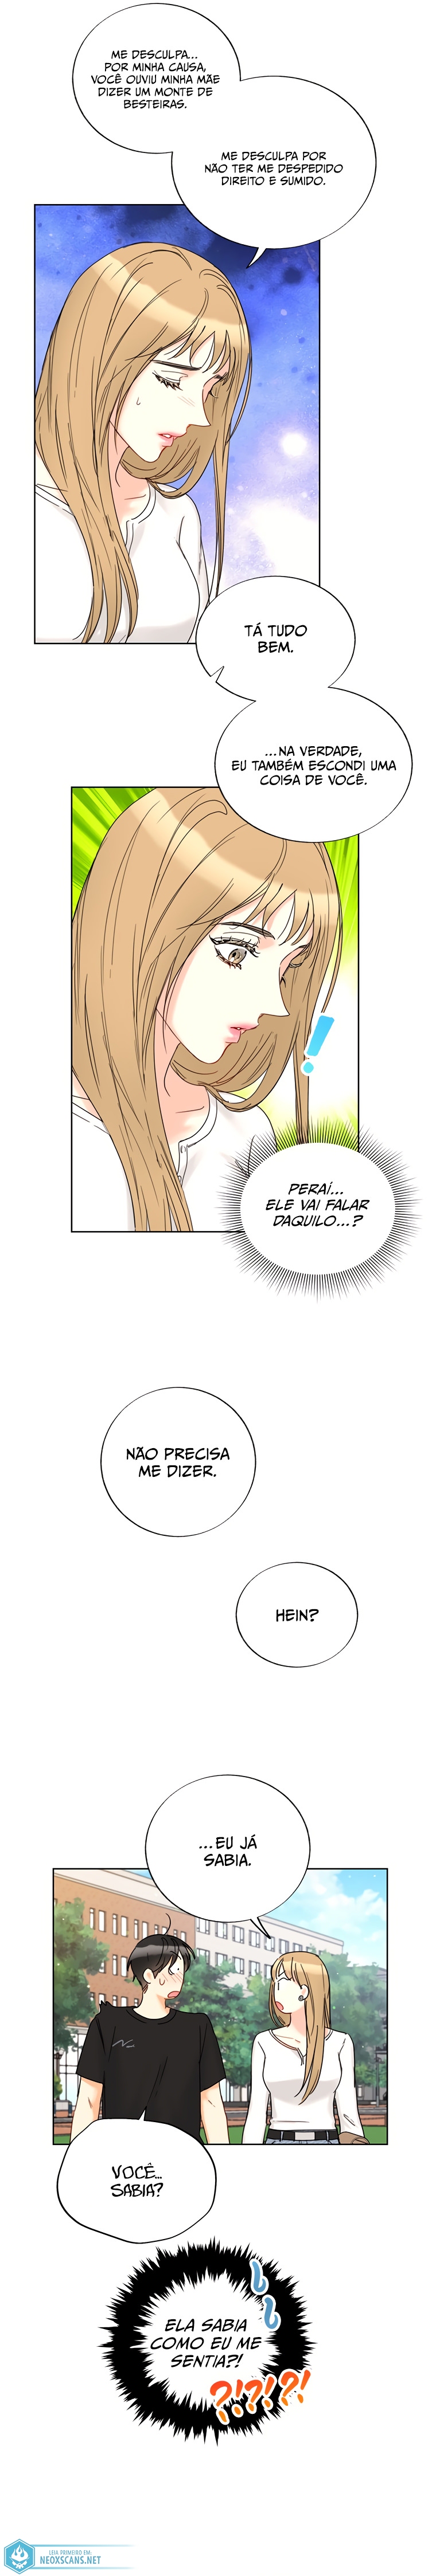 ME DESCULPA...
POR MINHA CAUSA,
VOCÊ OUVIU MINHA MÃE
DIZER UM MONTE DE
BESTEIRAS.
ME DESCULPA POR
NÃO TER ME DESPEDIDO
DIREITO E SUMIDO.
TÁ TUDO
BEM.
...NA VERDADE,
EU TAMBÉM ESCONDI UMA
COISA DE VOCÊ.
!
PERAÍ...
ELE VAI FALAR
DAQUILO...?
NÃO PRECISA
ME DIZER.
HEIN?
...EU JÁ
SABIA.
VOCÊ...
SABIA?
ELA SABIA
COMO EU ME
SENTIA?!
?!?!?!
LEIA PRIMEIRO EM:
NEOXSCANS.NET